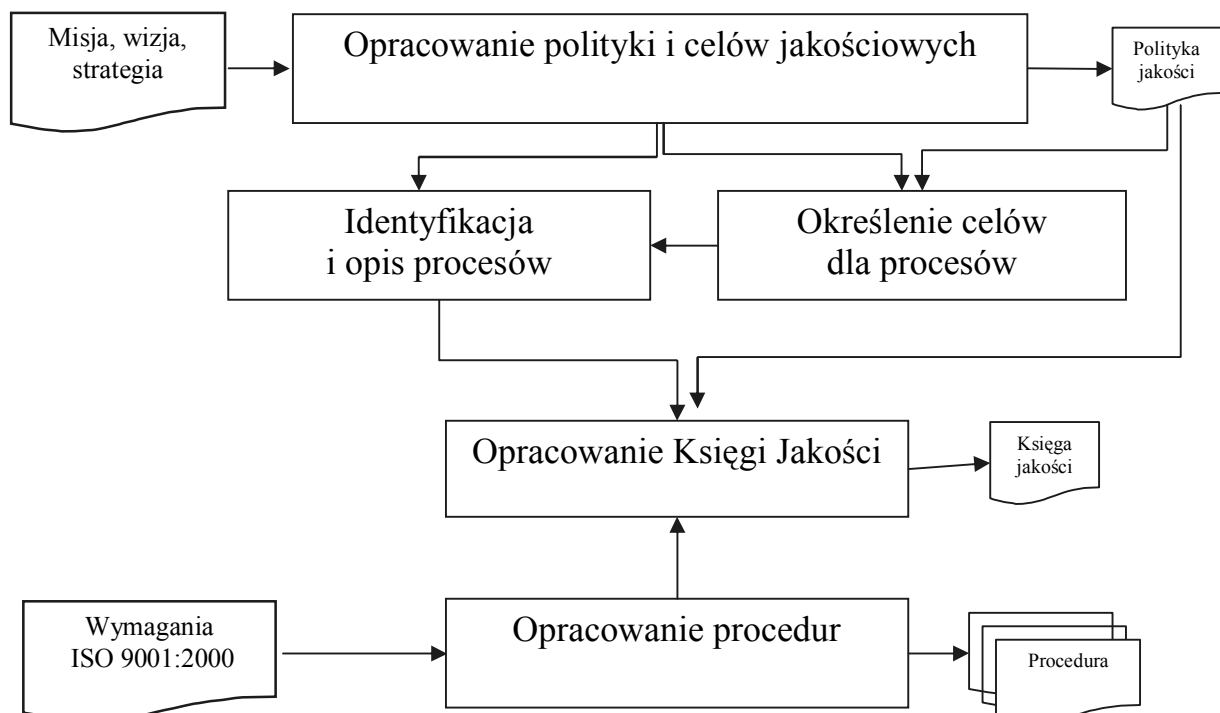 Misja, wizja,
strategia
Opracowanie polityki i celów jakościowych
Polityka
jakości
Identyfikacja
i opis procesów
Określenie celów
dla procesów
Opracowanie Księgi Jakości
Księga
jakości
Wymagania
ISO 9001:2000
Opracowanie procedur
Procedura